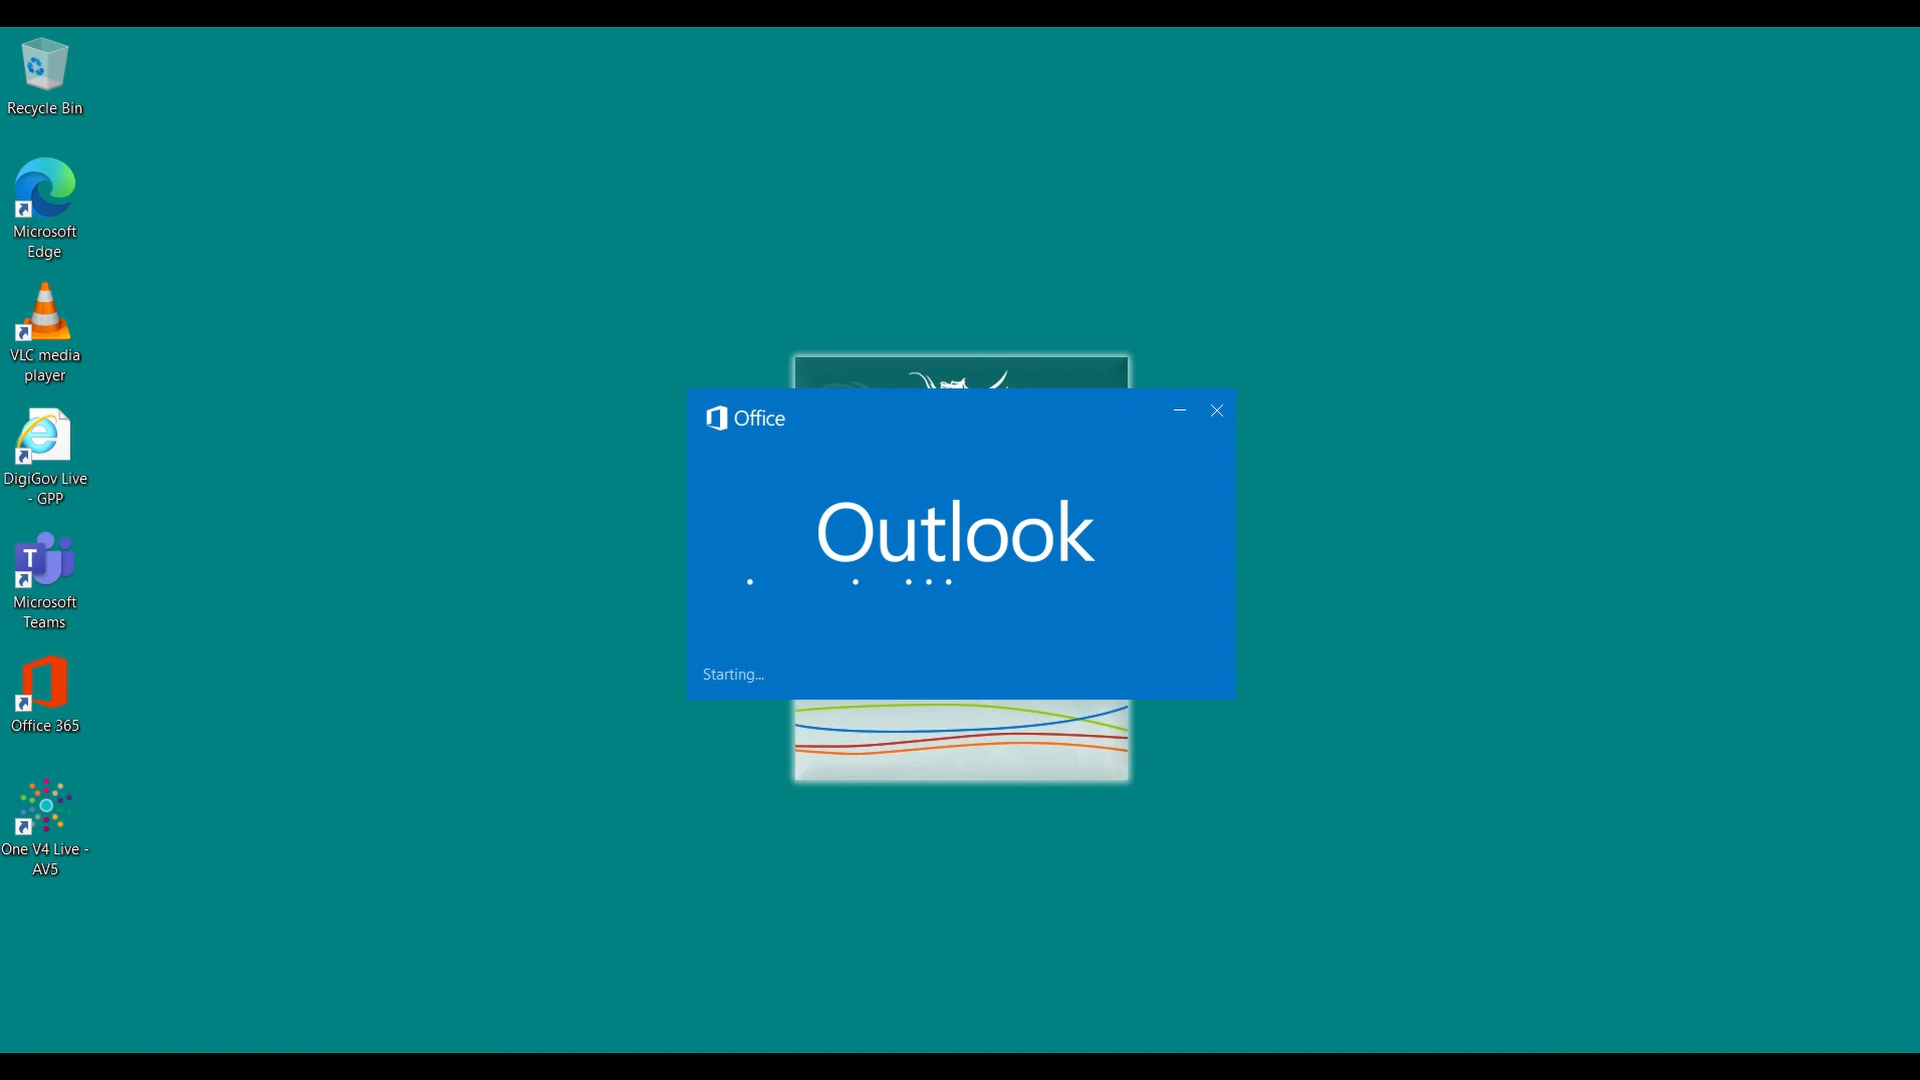 Recycle Bin
Microsoft
Edge
VLC media
player
DigiGov Live
- GPP
T
Microsoft
Teams
Office 365
One V4 Live -
AV5
Office
Outlook
Starting...